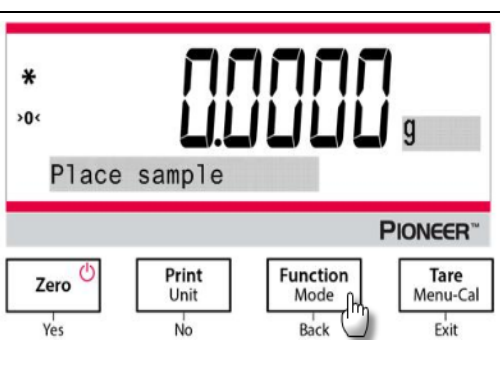 *
>0<
0.0000 g
Place sample
PIONEER™
Zero Print Function Tare
Unit Mode Menu-Cal
Yes No Back Exit